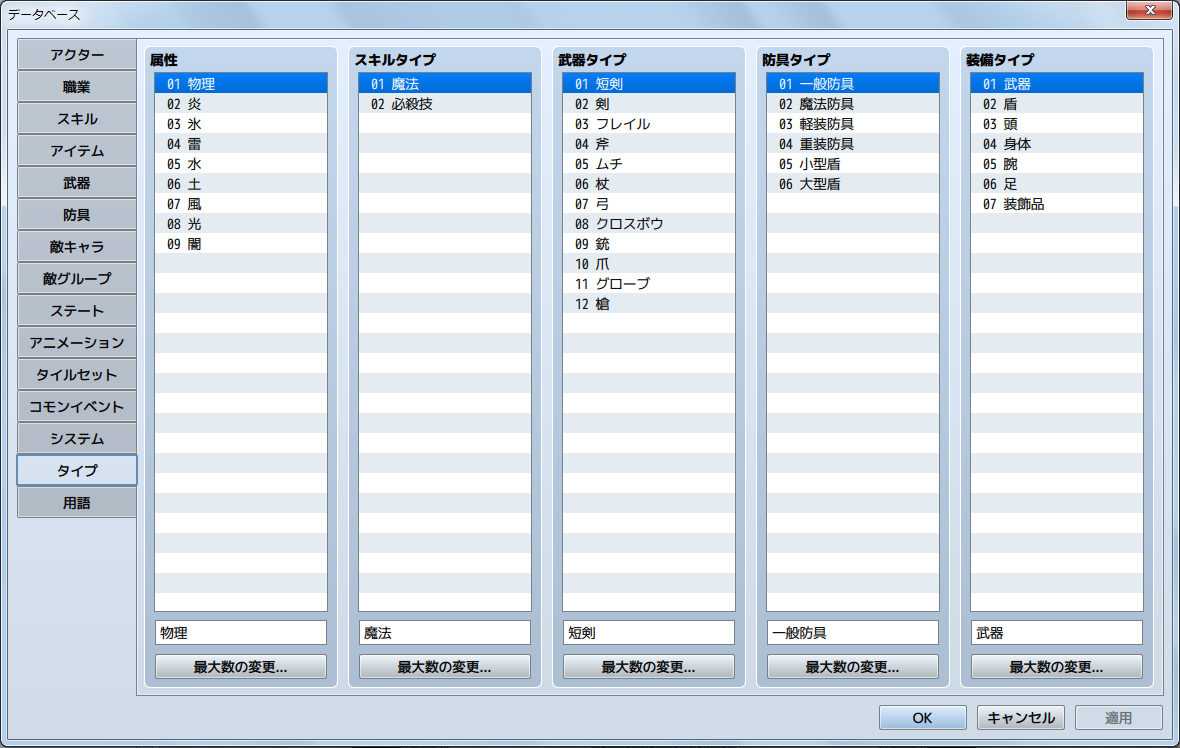 データベース
アクター
職業
スキル
アイテム
武器
防具
敵キャラ
敵グループ
ステート
アニメーション
タイルセット
コモンイベント
システム
タイプ
用語
属性
01 物理
02 炎
03 氷
04 雷
05 水
06 土
07 風
08 光
09 闇
物理
最大数の変更...
スキルタイプ
01 魔法
02 必殺技
魔法
最大数の変更...
武器タイプ
01 短剣
02 剣
03 フレイル
04 斧
05 ムチ
06 杖
07 弓
08 クロスボウ
09 銃
10 爪
11 グローブ
12 槍
短剣
最大数の変更...
防具タイプ
01 一般防具
02 魔法防具
03 軽装防具
04 重装防具
05 小型盾
06 大型盾
一般防具
最大数の変更...
装備タイプ
01 武器
02 盾
03 頭
04 身体
05 腕
06 足
07 装飾品
武器
最大数の変更...
OK
キャンセル
適用